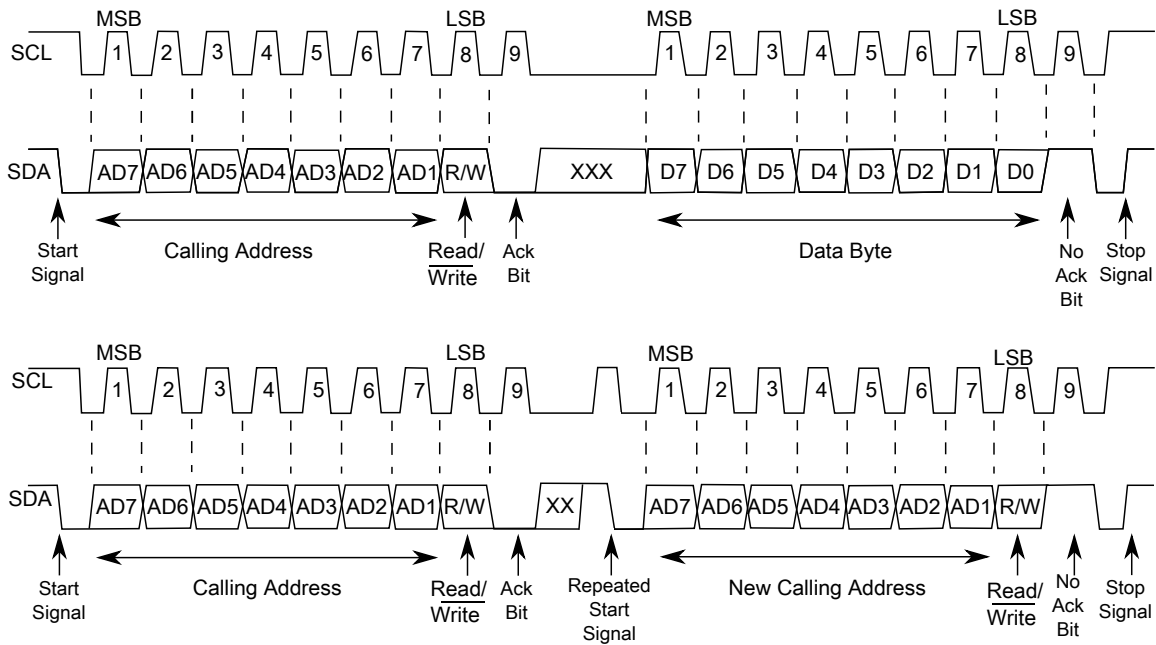 MSB LSB MSB LSB
SCL 1 2 3 4 5 6 7 8 9 1 2 3 4 5 6 7 8 9
SDA AD7 AD6 AD5 AD4 AD3 AD2 AD1 R/W XXX D7 D6 D5 D4 D3 D2 D1 D0
Start Signal
Calling Address
Read/ Write
Ack Bit
Data Byte
No Ack Bit
Stop Signal
MSB LSB MSB LSB
SCL 1 2 3 4 5 6 7 8 9 1 2 3 4 5 6 7 8 9
SDA AD7 AD6 AD5 AD4 AD3 AD2 AD1 R/W XX AD7 AD6 AD5 AD4 AD3 AD2 AD1 R/W
Start Signal
Calling Address
Read/ Write
Ack Bit
Repeated Start Signal
New Calling Address
Read/ Write
No Ack Bit
Stop Signal